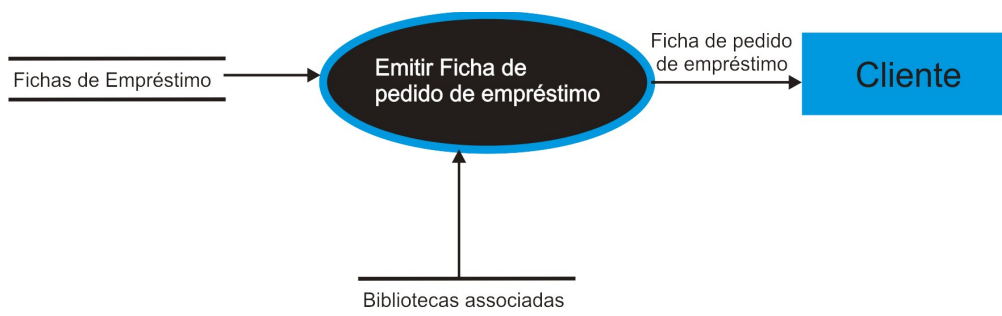 Fichas de Empréstimo
Emitir Ficha de
pedido de empréstimo
Ficha de pedido
de empréstimo
Cliente
Bibliotecas associadas